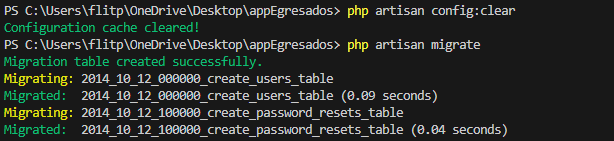 PS C:\Users\flitp\OneDrive\Desktop\appEgresados> php artisan config:clear
Configuration cache cleared!
PS C:\Users\flitp\OneDrive\Desktop\appEgresados> php artisan migrate
Migration table created successfully.
Migrating: 2014_10_12_000000_create_users_table
Migrated:  2014_10_12_000000_create_users_table (0.09 seconds)
Migrating: 2014_10_12_100000_create_password_resets_table
Migrated:  2014_10_12_100000_create_password_resets_table (0.04 seconds)